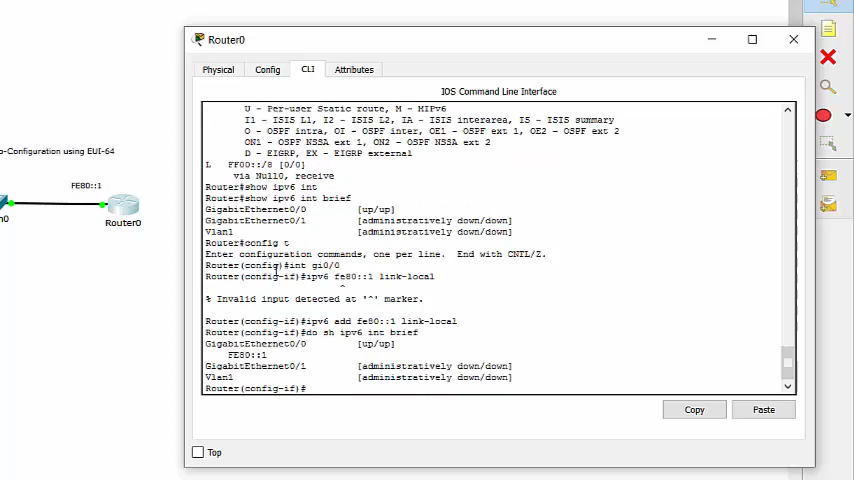 Router0
Physical
Config
CLI
Attributes
IOS Command Line Interface
U - Per-user Static route, M - MIPv6
I1 - ISIS L1, I2 - ISIS L2, IA - ISIS interarea, IS - ISIS summary
O - OSPF intra, OI - OSPF inter, OE1 - OSPF ext 1, OE2 - OSPF ext 2
ON1 - OSPF NSSA ext 1, ON2 - OSPF NSSA ext 2
D - EIGRP, EX - EIGRP external
L   FF00::/8 [0/0]
via Null0, receive
Router#show ipv6 int
Router#show ipv6 int brief
GigabitEthernet0/0         [up/up]
GigabitEthernet0/1         [administratively down/down]
Vlan1                      [administratively down/down]
Router#config t
Enter configuration commands, one per line.  End with CNTL/Z.
Router(config)#int gi0/0
Router(config-if)#ipv6 fe80::1 link-local
^
% Invalid input detected at '^' marker.
Router(config-if)#ipv6 add fe80::1 link-local
Router(config-if)#do sh ipv6 int brief
GigabitEthernet0/0         [up/up]
FE80::1
GigabitEthernet0/1         [administratively down/down]
Vlan1                      [administratively down/down]
Router(config-if)#
Copy
Paste
Top
o-Configuration using EUI-64
FE80::1
n0
Router0